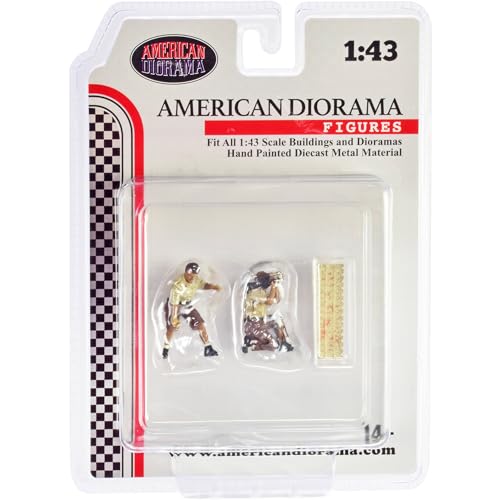 AMERICAN
DIORAMA
1:43
AMERICAN DIORAMA
FIGURES
Fit All 1:43 Scale Buildings and Dioramas
Hand Painted Diecast Metal Material
14+
www.americandiorama.com